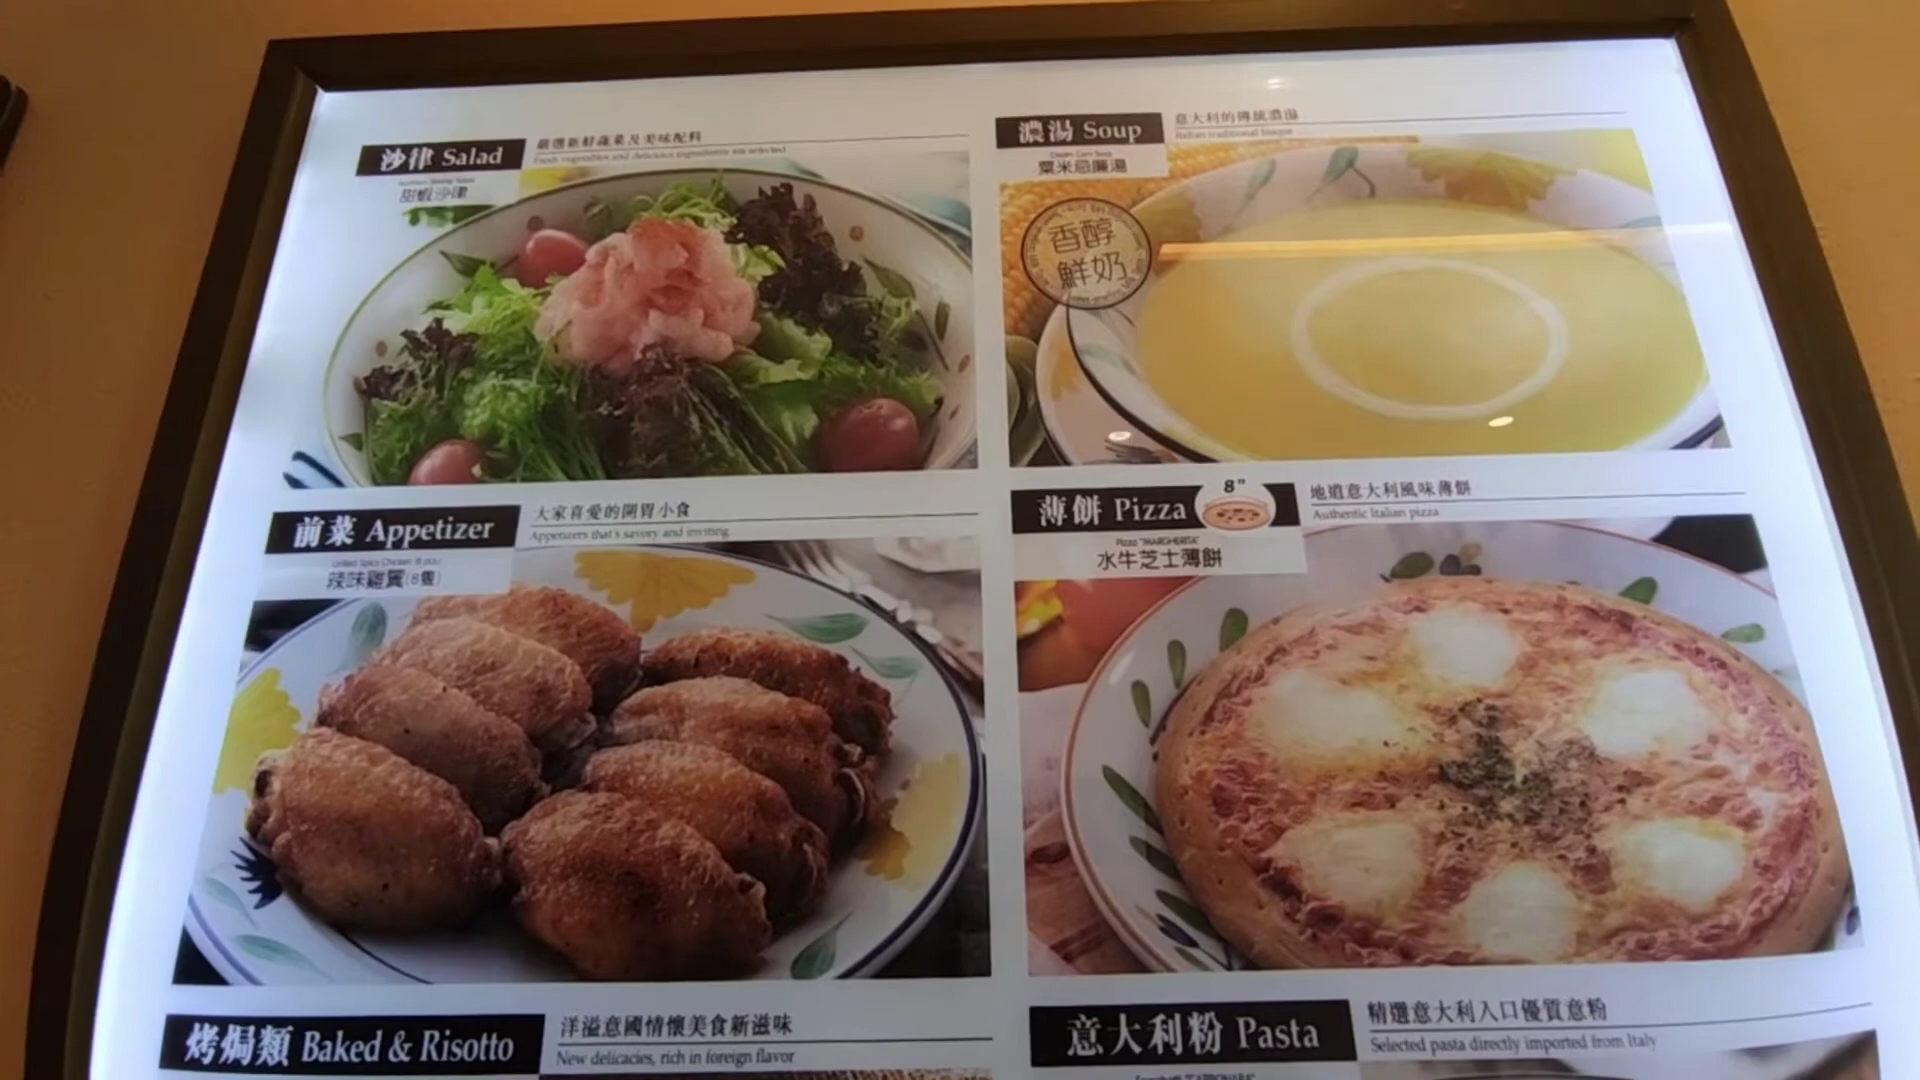 沙律 Salad
嚴選新鮮蔬菜及美味配料
Fresh vegetables and delicious ingredients are selected
甜蝦沙律
濃湯 Soup
意大利的傳統濃湯
Italian traditional bisque
Cream Corn Soup
粟米忌廉湯
香醇
鮮奶
前菜 Appetizer
大家喜愛的開胃小食
Appetizers that's savory and inviting.
辣味雞翼(8隻)
薄餅 Pizza
8"
地道意大利風味薄餅
Authentic Italian pizza
Pizza "MARGHERITA"
水牛芝士薄餅
烤焗類 Baked & Risotto
洋溢意國情懷美食新滋味
New delicacies, rich in foreign flavor
意大利粉 Pasta
精選意大利入口優質意粉
Selected pasta directly imported from Italy